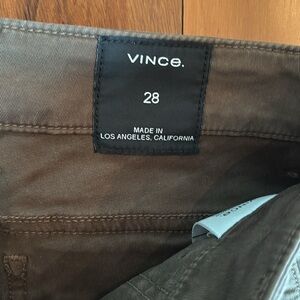 VINCE.
28
MADE IN
LOS ANGELES, CALIFORNIA